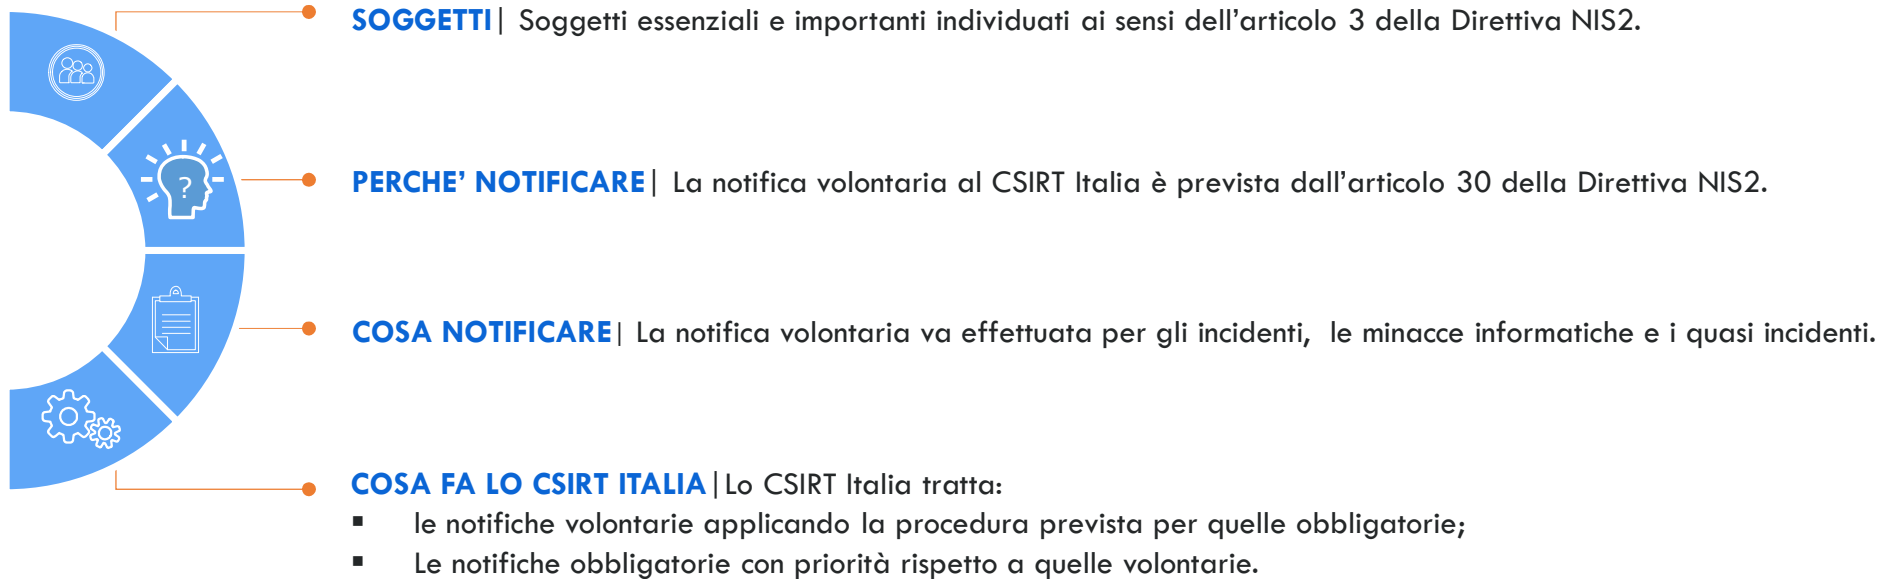 SOGGETTI| Soggetti essenziali e importanti individuati ai sensi dell’articolo 3 della Direttiva NIS2.
?
PERCHE’ NOTIFICARE| La notifica volontaria al CSIRT Italia è prevista dall’articolo 30 della Direttiva NIS2.
COSA NOTIFICARE| La notifica volontaria va effettuata per gli incidenti, le minacce informatiche e i quasi incidenti.
COSA FA LO CSIRT ITALIA|Lo CSIRT Italia tratta:
▪ le notifiche volontarie applicando la procedura prevista per quelle obbligatorie;
▪ Le notifiche obbligatorie con priorità rispetto a quelle volontarie.